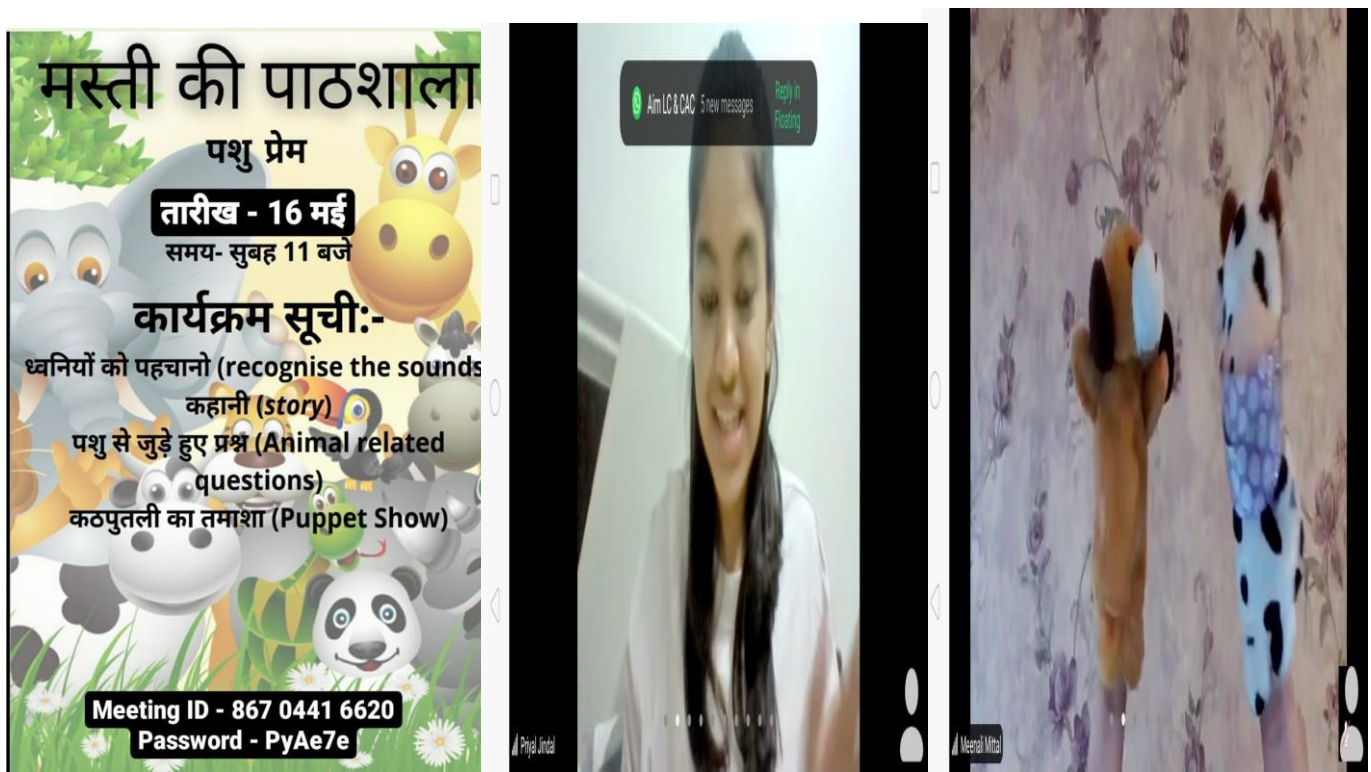 मस्ती की पाठशाला
पशु प्रेम
तारीख - 16 मई
समय- सुबह 11 बजे
कार्यक्रम सूची:-
ध्वनियों को पहचानो (recognise the sounds
कहानी (story)
पशु से जुड़े हुए प्रश्न (Animal related
questions)
कठपुतली का तमाशा (Puppet Show)
Meeting ID - 867 0441 6620
Password - PyAe7e
Aim LC & CAC 5 new messages
Reply in
Floating
Priyal Jindal
Meenali Mittal